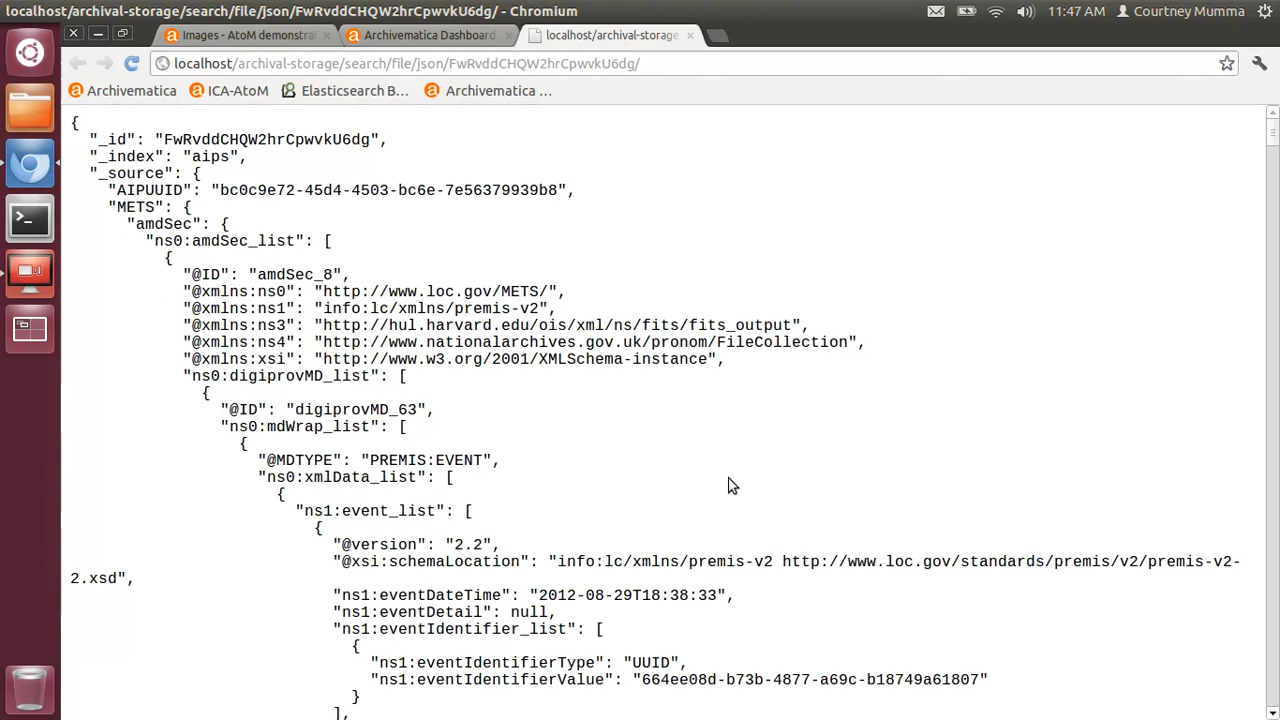 localhost/archival-storage/search/file/json/FwRvddCHQW2hrCpwvkU6dg/ - Chromium
11:47 AM
Courtney Mumma
Images - AtoM demonstrat
Archivematica Dashboard
localhost/archival-storage
localhost/archival-storage/search/file/json/FwRvddCHQW2hrCpwvkU6dg/
Archivematica
ICA-AtoM
Elasticsearch B...
Archivematica ...
{
"_id": "FwRvddCHQW2hrCpwvkU6dg",
"_index": "aips",
"_source": {
"AIPUUID": "bc0c9e72-45d4-4503-bc6e-7e56379939b8",
"METS": {
"amdSec": {
"ns0:amdSec_list": [
{
"@ID": "amdSec_8",
"@xmlns:ns0": "http://www.loc.gov/METS/",
"@xmlns:ns1": "info:lc/xmlns/premis-v2",
"@xmlns:ns3": "http://hul.harvard.edu/ois/xml/ns/fits/fits_output",
"@xmlns:ns4": "http://www.nationalarchives.gov.uk/pronom/FileCollection",
"@xmlns:xsi": "http://www.w3.org/2001/XMLSchema-instance",
"ns0:digiprovMD_list": [
{
"@ID": "digiprovMD_63",
"ns0:mdWrap_list": [
{
"@MDTYPE": "PREMIS:EVENT",
"ns0:xmlData_list": [
{
"ns1:event_list": [
{
"@version": "2.2",
"@xsi:schemaLocation": "info:lc/xmlns/premis-v2 http://www.loc.gov/standards/premis/v2/premis-v2-
2.xsd",
"ns1:eventDateTime": "2012-08-29T18:38:33",
"ns1:eventDetail": null,
"ns1:eventIdentifier_list": [
{
"ns1:eventIdentifierType": "UUID",
"ns1:eventIdentifierValue": "664ee08d-b73b-4877-a69c-b18749a61807"
}
],